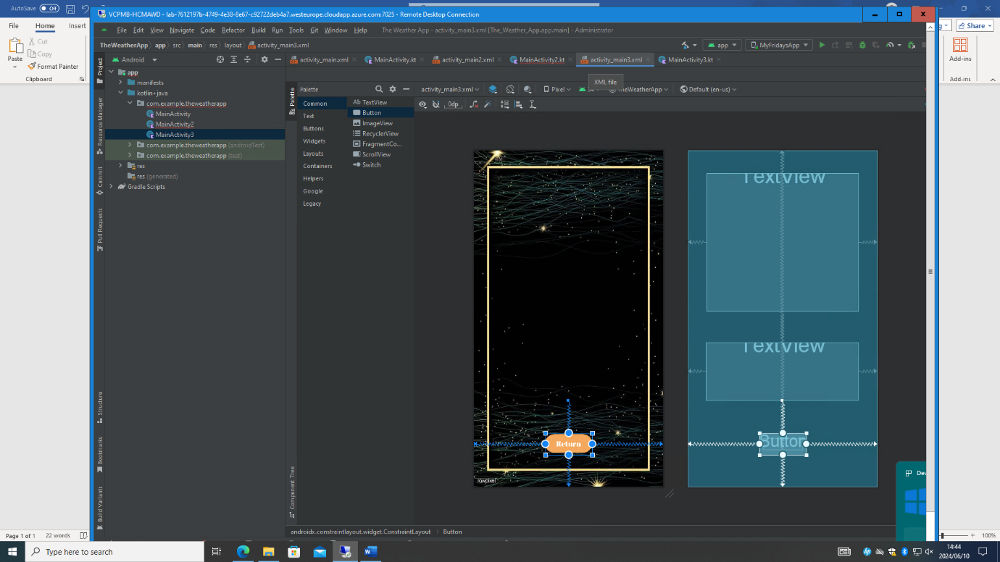 AutoSave Off
VCPMB-HCMAWD - lab-7612197b-4749-4e38-8e67-c92722deb4a7.westeurope.cloudapp.azure.com:7025 - Remote Desktop Connection
File Home Insert
Share
Paste
Cut
Copy
Format Painter
Clipboard
Add-ins
Add-ins
File Edit View Navigate Code Refactor Build Run Tools Git Window Help The Weather App - activity_main3.xml [The_Weather_App.app.main] - Administrator
TheWeatherApp app src main res layout activity_main3.xml
app MyFridaysApp
Android
activity_main.xml MainActivity.kt activity_main2.xml MainActivity2.kt activity_main3.xml MainActivity3.kt
XML file
Project
Resource Manager
Commit
Pull Requests
Structure
Bookmarks
Build Variants
app
manifests
kotlin+java
com.example.theweatherapp
MainActivity
MainActivity2
MainActivity3
com.example.theweatherapp (androidTest)
com.example.theweatherapp (test)
res
res (generated)
Gradle Scripts
Palette
Component Tree
Palette
Common
Text
Buttons
Widgets
Layouts
Containers
Helpers
Google
Legacy
Ab TextView
Button
ImageView
RecyclerView
FragmentCo...
ScrollView
Switch
activity_main3.xml Pixel TheWeatherApp Default (en-us)
0dp
Return
rawpixel
TextView
TextView
Button
Dev
androidx.constraintlayout.widget.ConstraintLayout Button
Page 1 of 1 22 words
100%
Type here to search
14:44
2024/06/10